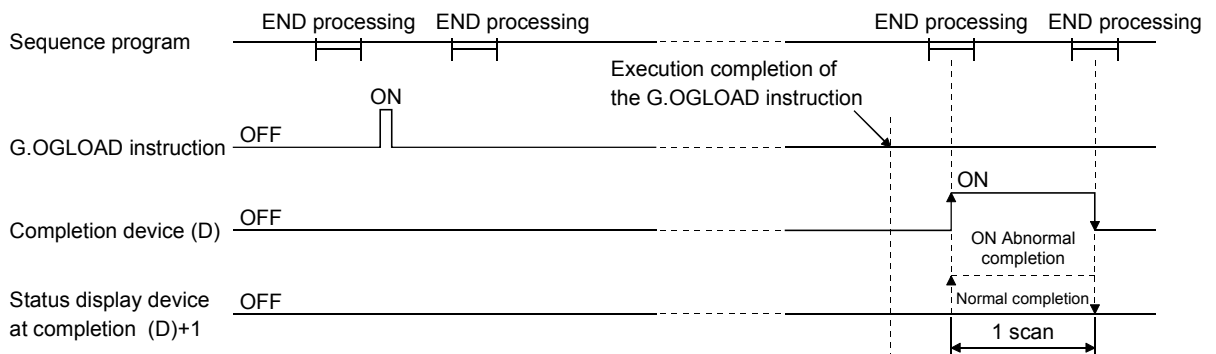 END processing
END processing
END processing
END processing
Sequence program
Execution completion of
the G.OGLOAD instruction
ON
OFF
G.OGLOAD instruction
ON
OFF
Completion device (D)
ON Abnormal
completion
OFF
Status display device
at completion (D)+1
Normal completion
1 scan